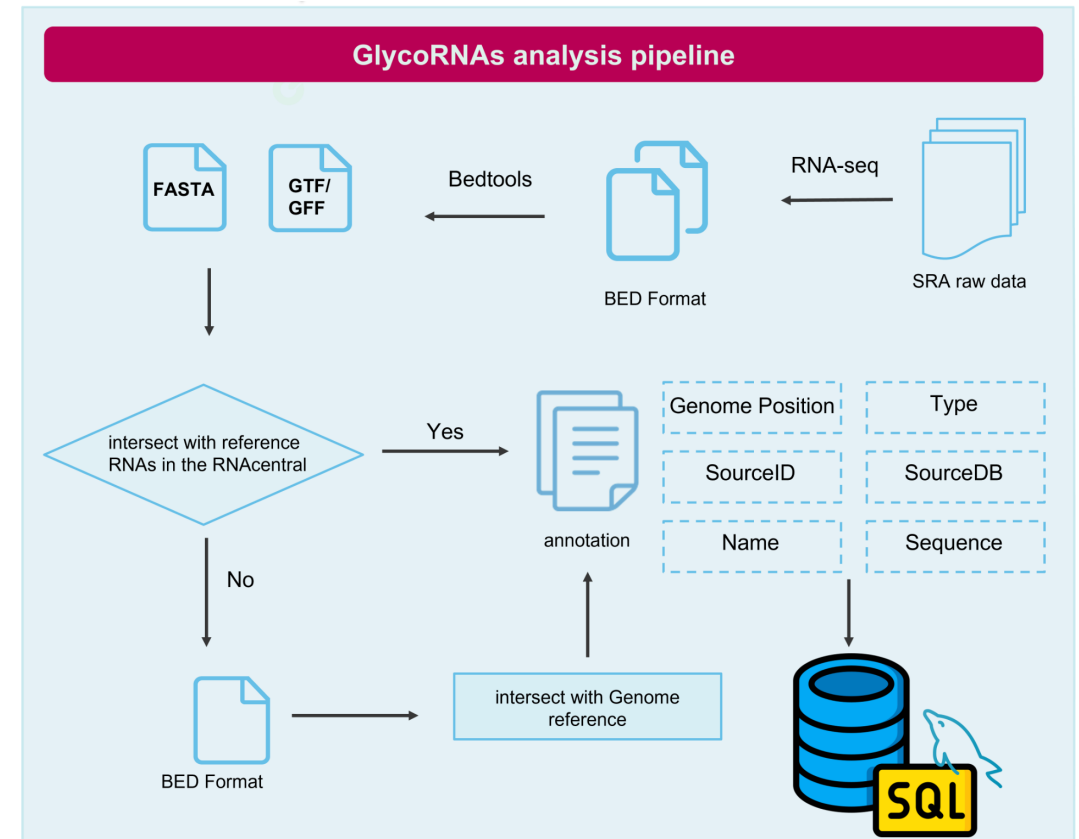 GlycoRNAs analysis pipeline
FASTA
GTF/
GFF
Bedtools
BED Format
RNA-seq
SRA raw data
intersect with reference
RNAs in the RNAcentral
Yes
annotation
Genome Position
Type
SourceID
SourceDB
Name
Sequence
No
BED Format
intersect with Genome
reference
SQL